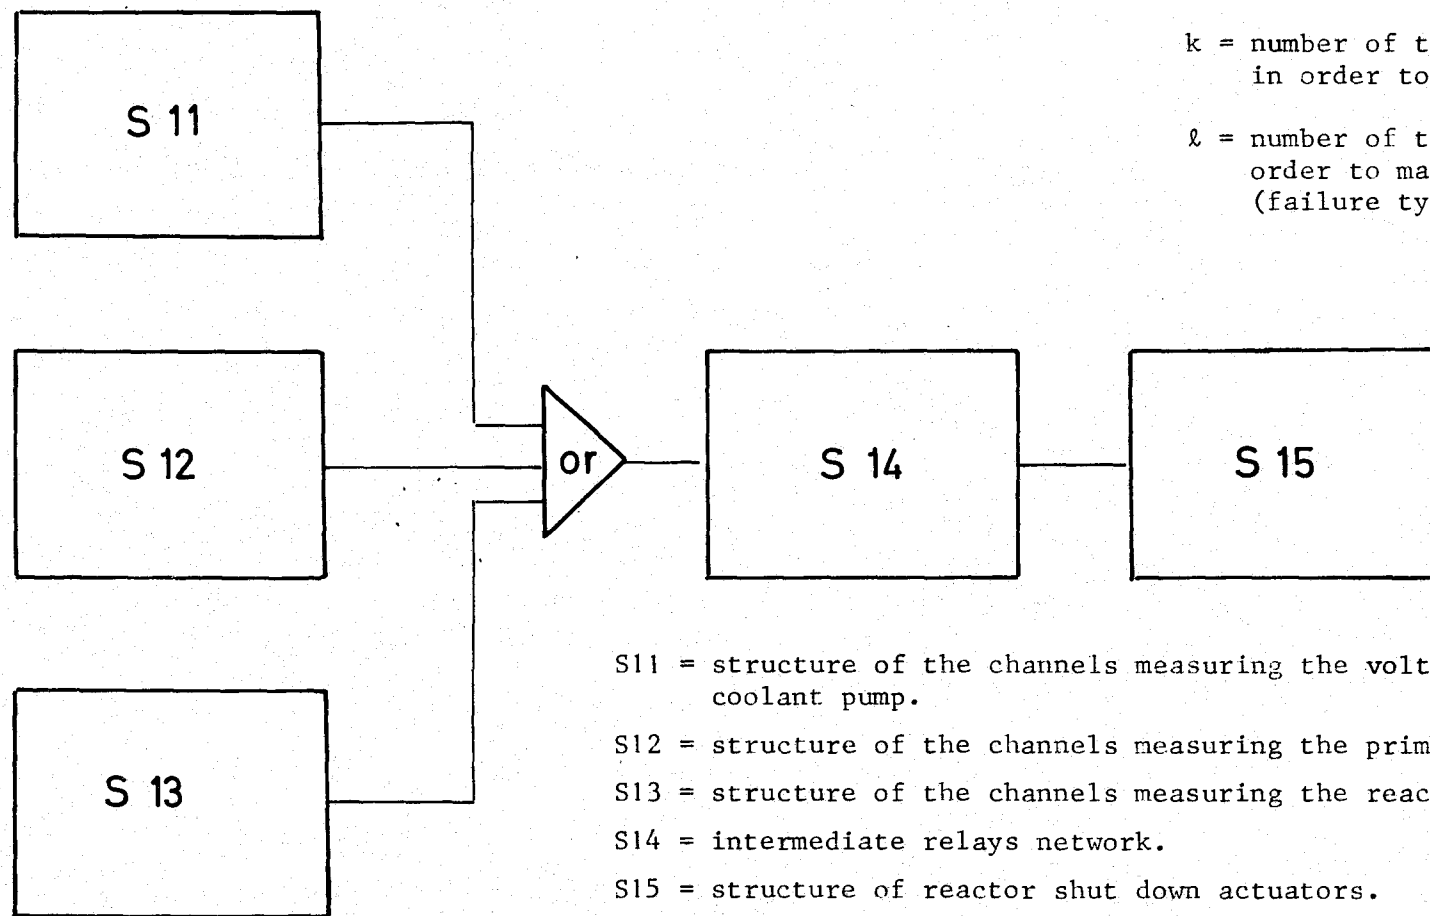 S 11
k = number of t
in order to
ℓ = number of t
order to ma
(failure ty
S 12
or
S 14
S 15
S 13
S11 = structure of the channels measuring the volt
coolant pump.
S12 = structure of the channels measuring the prim
S13 = structure of the channels measuring the reac
S14 = intermediate relays network.
S15 = structure of reactor shut down actuators.